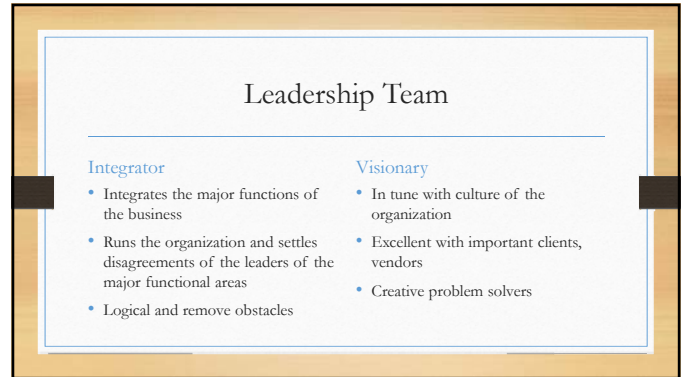 Leadership Team
Integrator
• Integrates the major functions of
the business
• Runs the organization and settles
disagreements of the leaders of the
major functional areas
• Logical and remove obstacles
Visionary
• In tune with culture of the
organization
• Excellent with important clients,
vendors
• Creative problem solvers